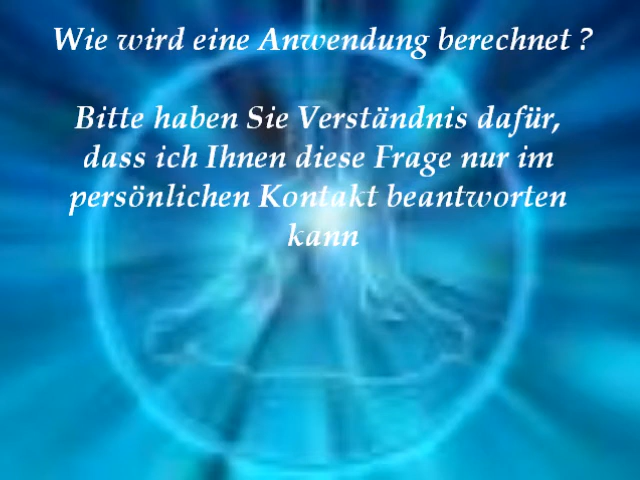 Wie wird eine Anwendung berechnet ?
Bitte haben Sie Verständnis dafür,
dass ich Ihnen diese Frage nur im
persönlichen Kontakt beantworten
kann